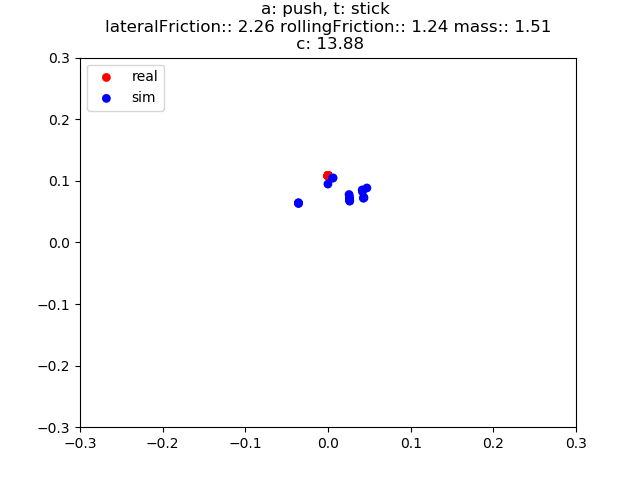 a: push, t: stick
lateralFriction:: 2.26 rollingFriction:: 1.24 mass:: 1.51
c: 13.88
real
sim
0.3
0.2
0.1
0.0
−0.1
−0.2
−0.3
−0.3 −0.2 −0.1 0.0 0.1 0.2 0.3